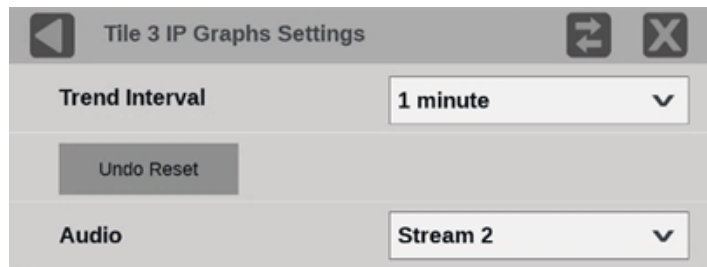 Tile 3 IP Graphs Settings
Trend Interval 1 minute
Undo Reset
Audio Stream 2